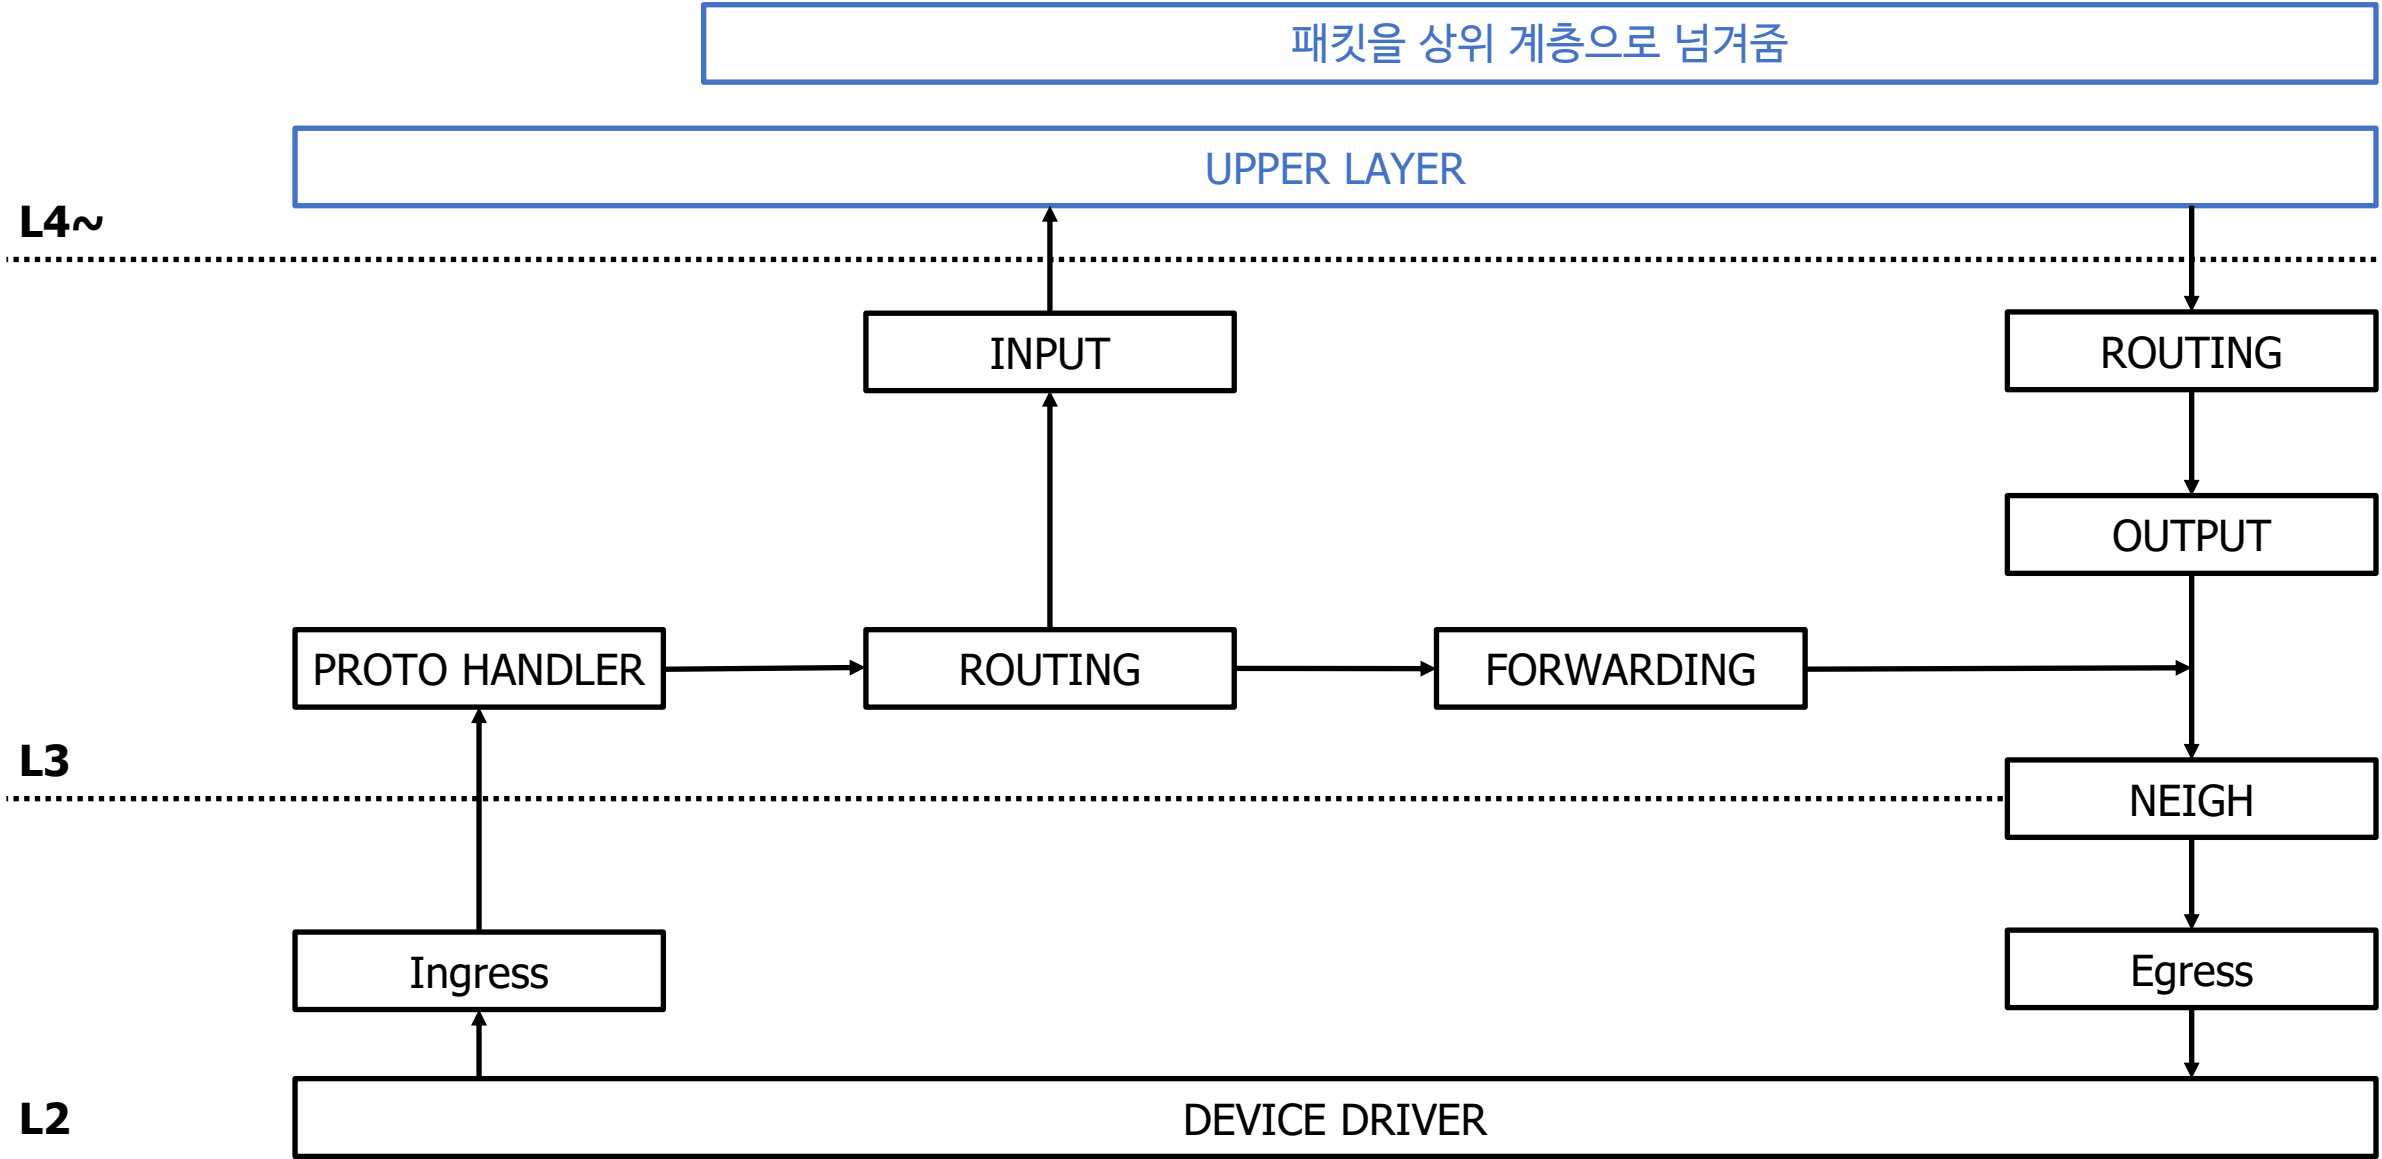 패킷을 상위 계층으로 넘겨줌
UPPER LAYER
L4~
INPUT
ROUTING
OUTPUT
PROTO HANDLER
ROUTING
FORWARDING
L3
NEIGH
Ingress
Egress
L2
DEVICE DRIVER